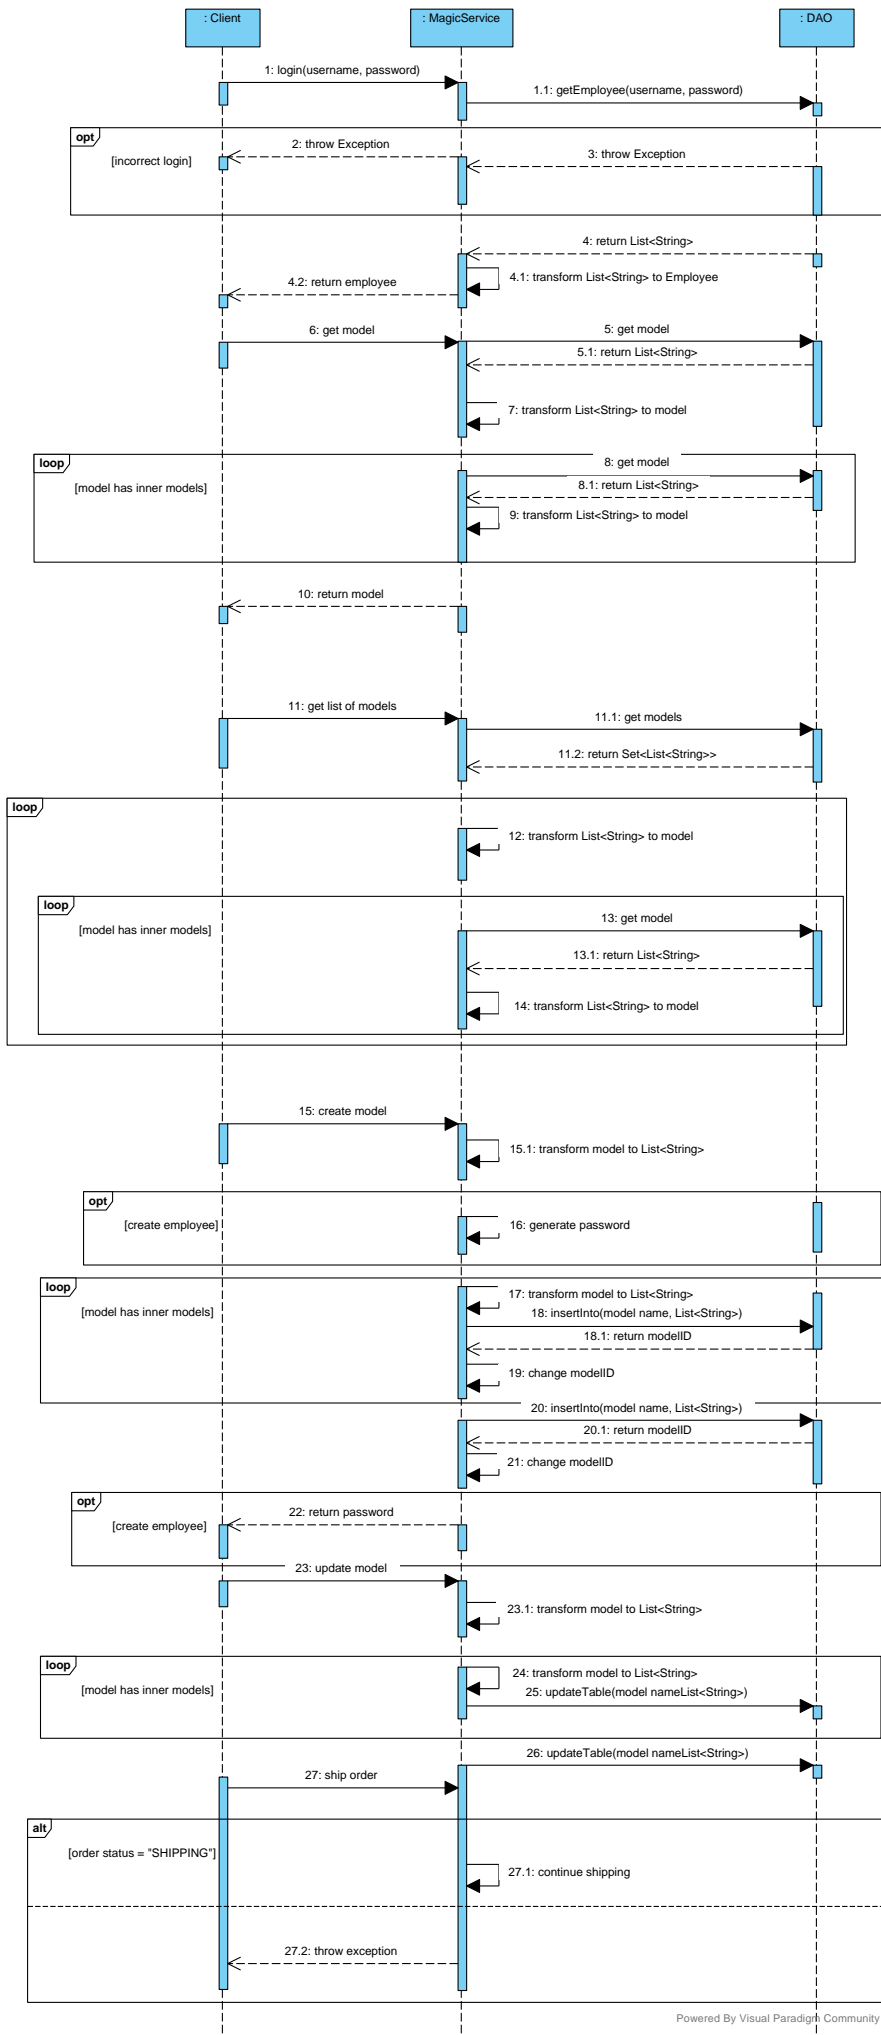 : Client
: MagicService
: DAO
1: login(username, password)
1.1: getEmployee(username, password)
opt
2: throw Exception
3: throw Exception
[incorrect login]
4: return List<String>
4.1: transform List<String> to Employee
4.2: return employee
6: get model
5: get model
5.1: return List<String>
7: transform List<String> to model
loop
8: get model
[model has inner models]
8.1: return List<String>
9: transform List<String> to model
10: return model
11: get list of models
11.1: get models
11.2: return Set<List<String>>
loop
12: transform List<String> to model
loop
13: get model
[model has inner models]
13.1: return List<String>
14: transform List<String> to model
15: create model
15.1: transform model to List<String>
opt
[create employee]
16: generate password
loop
17: transform model to List<String>
[model has inner models]
18: insertInto(model name, List<String>)
18.1: return modelID
19: change modelID
20: insertInto(model name, List<String>)
20.1: return modelID
21: change modelID
opt
22: return password
[create employee]
23: update model
23.1: transform model to List<String>
loop
24: transform model to List<String>
[model has inner models]
25: updateTable(model nameList<String>)
26: updateTable(model nameList<String>)
27: ship order
alt
[order status = "SHIPPING"]
27.1: continue shipping
27.2: throw exception
Powered By Visual Paradigm Community